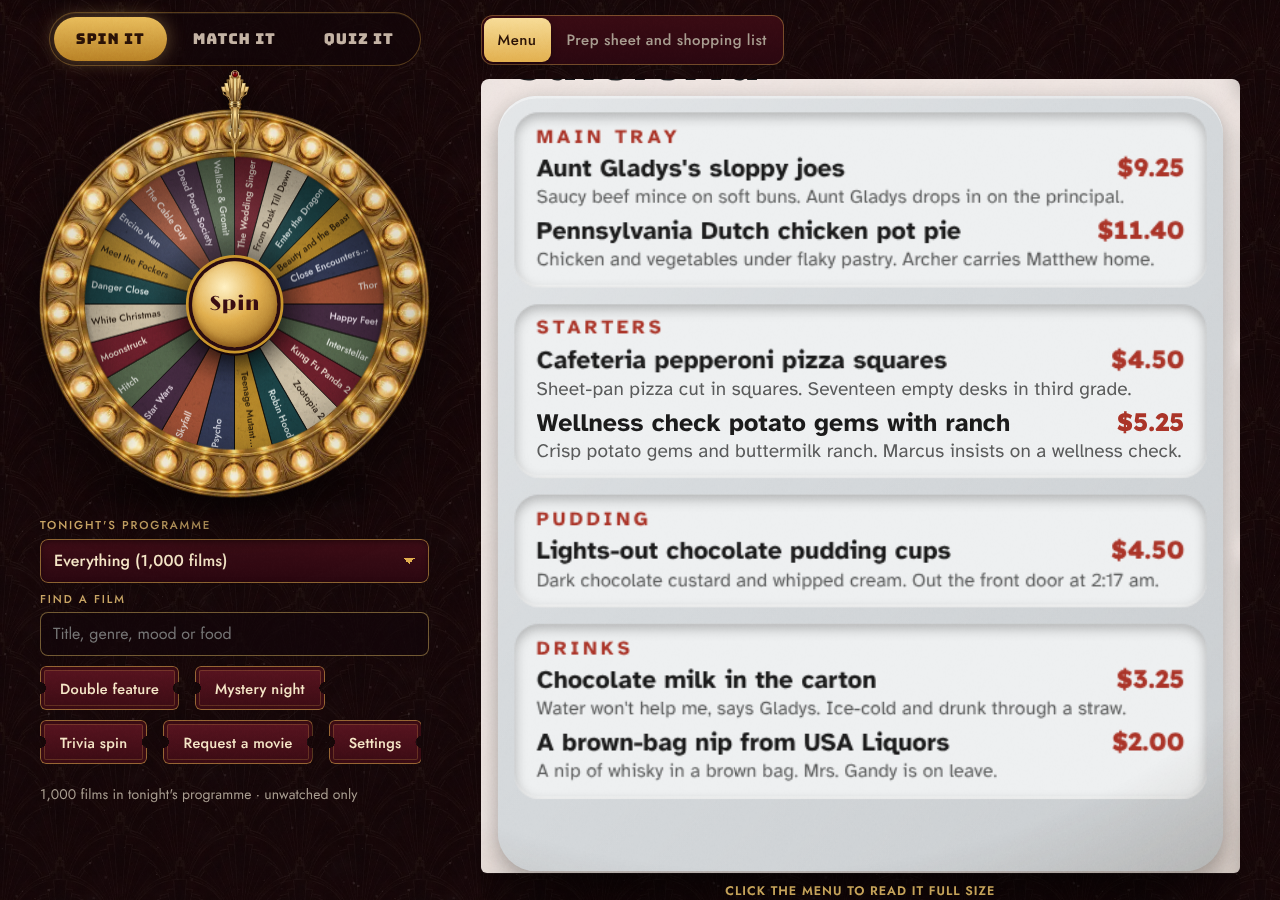 SPIN IT
MATCH IT
QUIZ IT
Menu
Prep sheet and shopping list
Wallace & Gromit
The Wedding Singer
From Dusk Till Dawn
Enter the Dragon
Beauty and the Beast
Close Encounters...
Thor
Happy Feet
Interstellar
Kung Fu Panda 2
Zootopia 2
Robin Hood
Teenage Mutant...
Psycho
Skyfall
Star Wars
Hitch
Moonstruck
White Christmas
Danger Close
Meet the Fockers
Encino Man
The Cable Guy
Dead Poets Society
Spin
TONIGHT'S PROGRAMME
Everything (1,000 films)
FIND A FILM
Title, genre, mood or food
Double feature
Mystery night
Trivia spin
Request a movie
Settings
1,000 films in tonight's programme · unwatched only
MAIN TRAY
Aunt Gladys's sloppy joes $9.25
Saucy beef mince on soft buns. Aunt Gladys drops in on the principal.
Pennsylvania Dutch chicken pot pie $11.40
Chicken and vegetables under flaky pastry. Archer carries Matthew home.
STARTERS
Cafeteria pepperoni pizza squares $4.50
Sheet-pan pizza cut in squares. Seventeen empty desks in third grade.
Wellness check potato gems with ranch $5.25
Crisp potato gems and buttermilk ranch. Marcus insists on a wellness check.
PUDDING
Lights-out chocolate pudding cups $4.50
Dark chocolate custard and whipped cream. Out the front door at 2:17 am.
DRINKS
Chocolate milk in the carton $3.25
Water won't help me, says Gladys. Ice-cold and drunk through a straw.
A brown-bag nip from USA Liquors $2.00
A nip of whisky in a brown bag. Mrs. Gandy is on leave.
CLICK THE MENU TO READ IT FULL SIZE